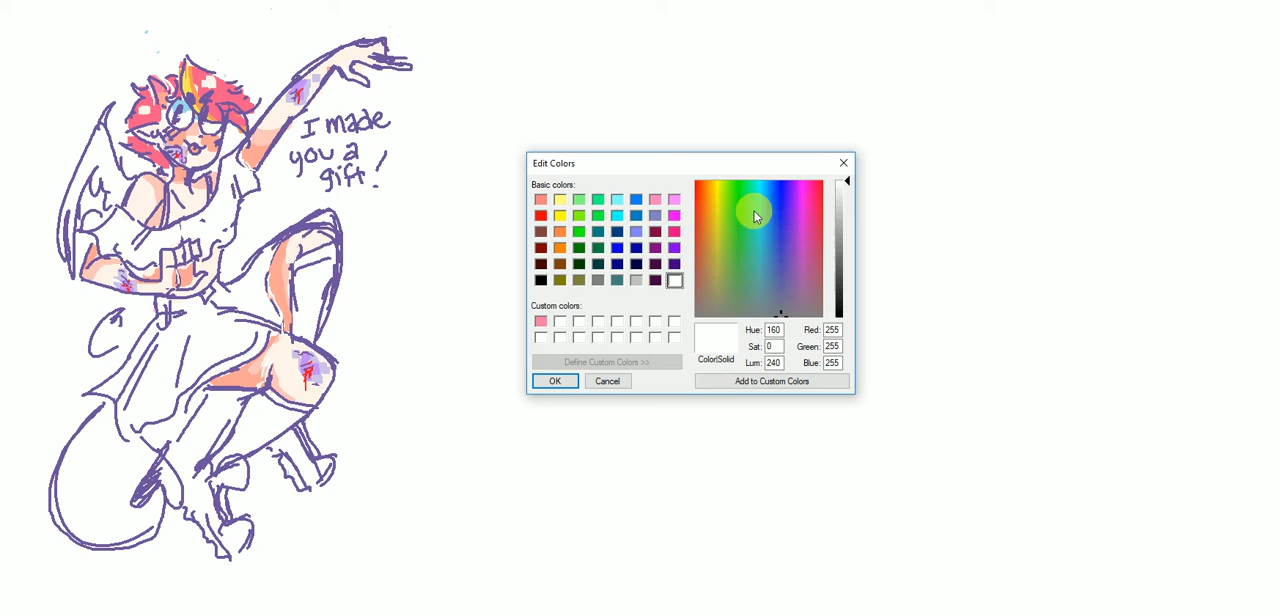 I made
you a
gift!
Edit Colors
Basic colors:
Custom colors:
Define Custom Colors >>
OK
Cancel
Color|Solid
Hue: 160
Sat: 0
Lum: 240
Red: 255
Green: 255
Blue: 255
Add to Custom Colors